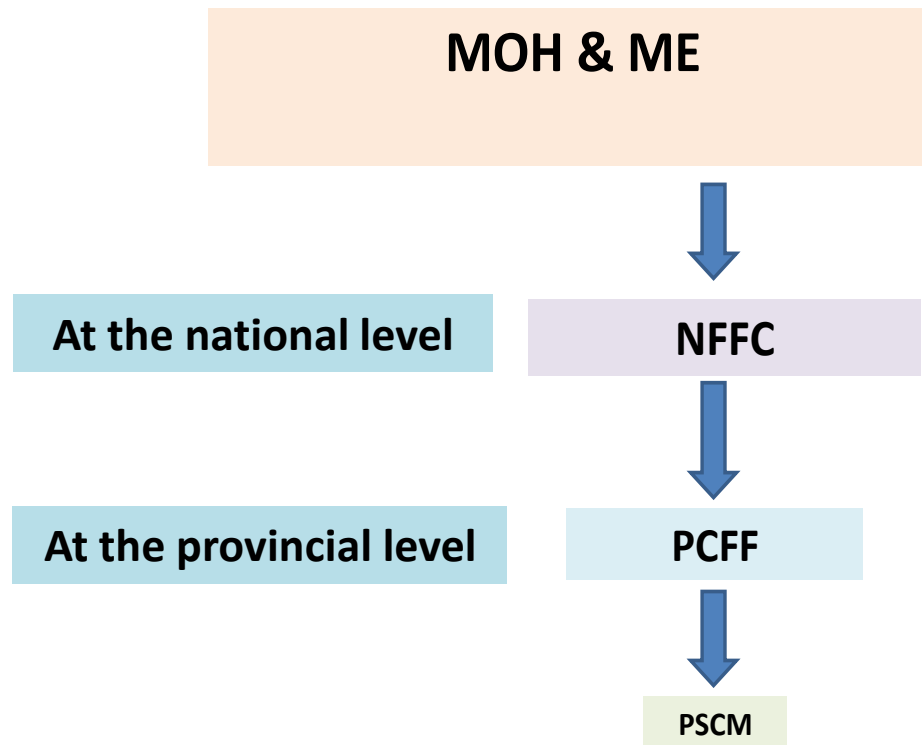 MOH & ME
At the national level
NFFC
At the provincial level
PCFF
PSCM